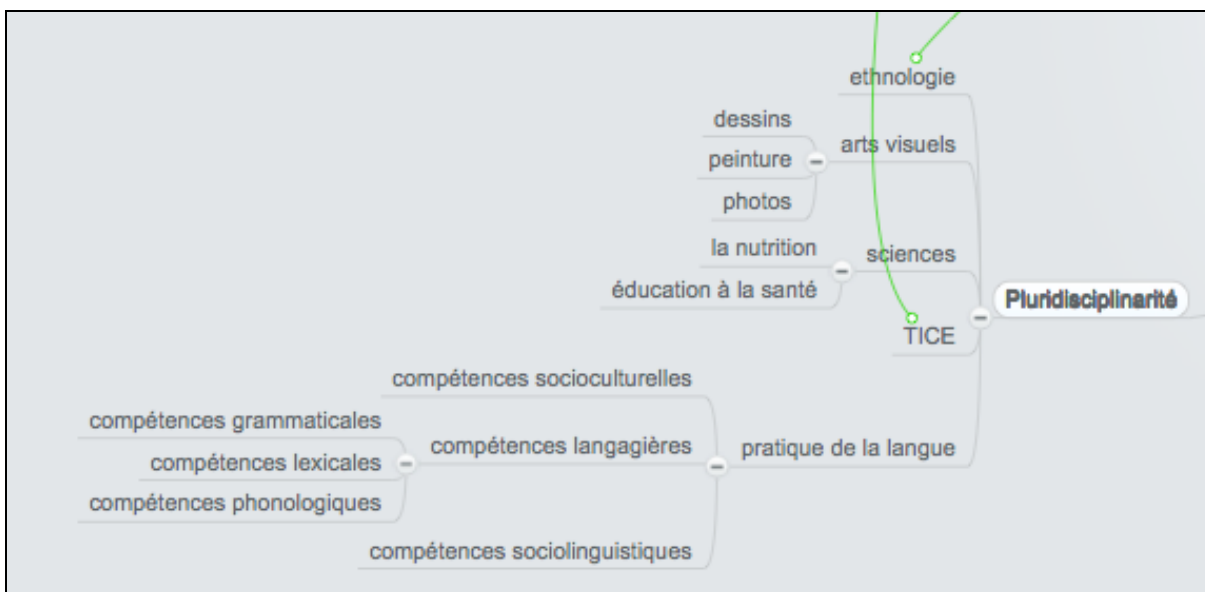 ethnologie
dessins
arts visuels
peinture
photos
la nutrition
sciences
éducation à la santé
Pluridisciplinarité
TICE
compétences socioculturelles
compétences grammaticales
compétences langagières
pratique de la langue
compétences lexicales
compétences phonologiques
compétences sociolinguistiques